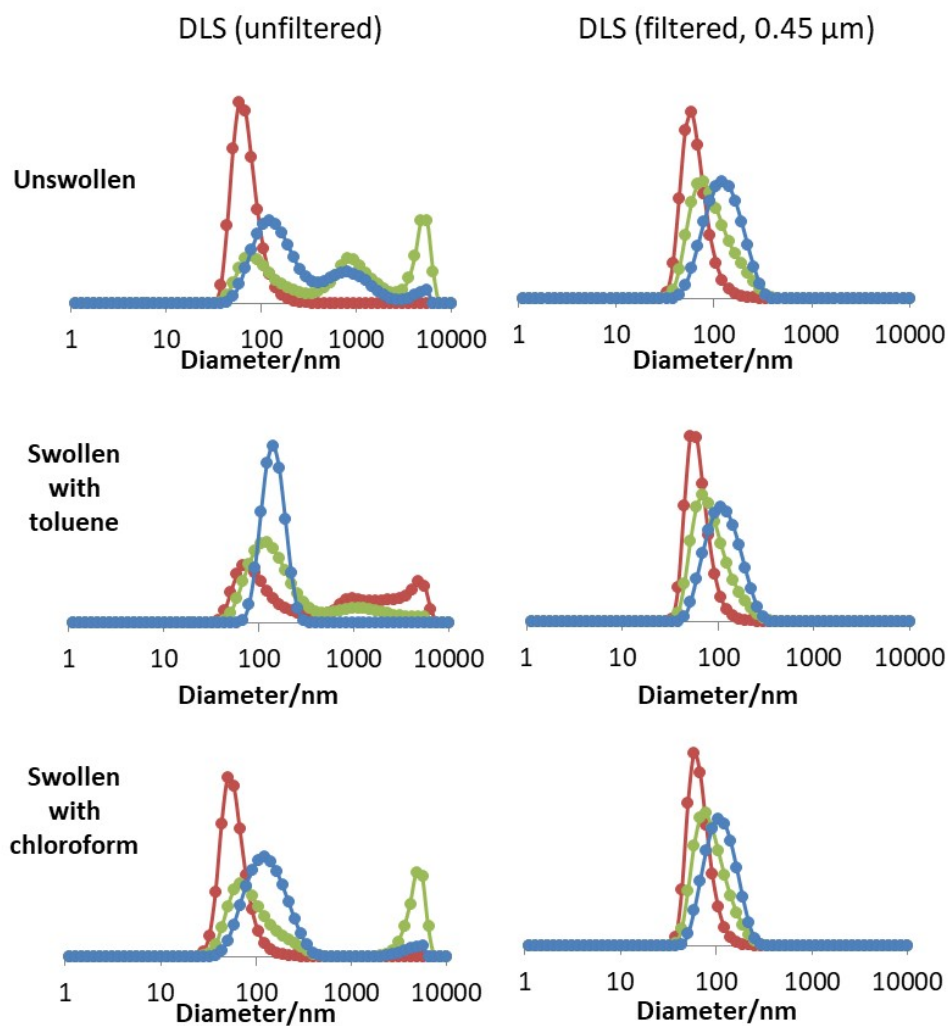 DLS (unfiltered)
DLS (filtered, 0.45 µm)
Unswollen
1 10 100 1000 10000
Diameter/nm
1 10 100 1000 10000
Diameter/nm
Swollen
with
toluene
1 10 100 1000 10000
Diameter/nm
1 10 100 1000 10000
Diameter/nm
Swollen
with
chloroform
1 10 100 1000 10000
Diameter/nm
1 10 100 1000 10000
Diameter/nm